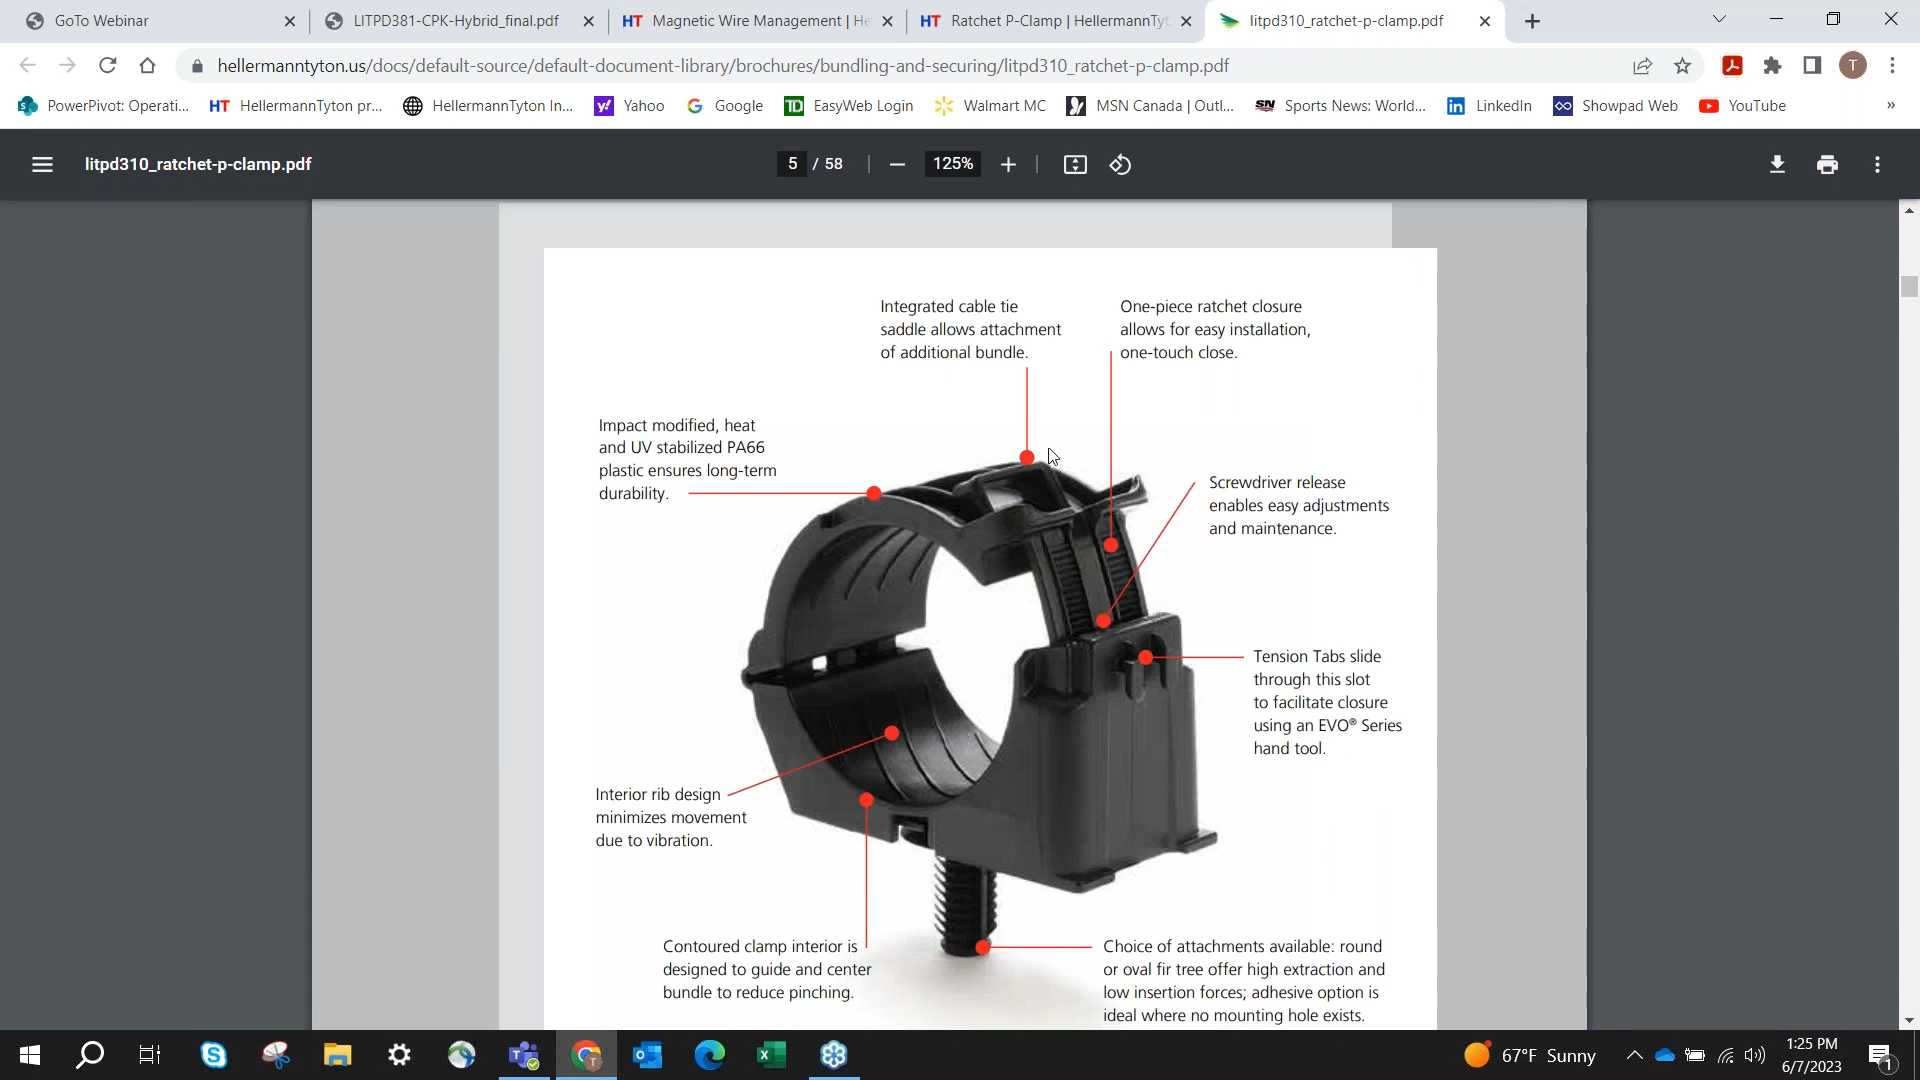 GoTo Webinar
LITPD381-CPK-Hybrid_final.pdf
HT Magnetic Wire Management | He
HT Ratchet P-Clamp | HellermannTyt
litpd310_ratchet-p-clamp.pdf
hellermanntyton.us/docs/default-source/default-document-library/brochures/bundling-and-securing/litpd310_ratchet-p-clamp.pdf
T
PowerPivot: Operati...
HT HellermannTyton pr...
HellermannTyton In...
Yahoo
Google
EasyWeb Login
Walmart MC
MSN Canada | Outl...
Sports News: World...
LinkedIn
Showpad Web
YouTube
litpd310_ratchet-p-clamp.pdf
5 / 58
125%
Integrated cable tie
saddle allows attachment
of additional bundle.
One-piece ratchet closure
allows for easy installation,
one-touch close.
Impact modified, heat
and UV stabilized PA66
plastic ensures long-term
durability.
Screwdriver release
enables easy adjustments
and maintenance.
Tension Tabs slide
through this slot
to facilitate closure
using an EVO® Series
hand tool.
Interior rib design
minimizes movement
due to vibration.
Contoured clamp interior is
designed to guide and center
bundle to reduce pinching.
Choice of attachments available: round
or oval fir tree offer high extraction and
low insertion forces; adhesive option is
ideal where no mounting hole exists.
67°F Sunny
1:25 PM
6/7/2023
1